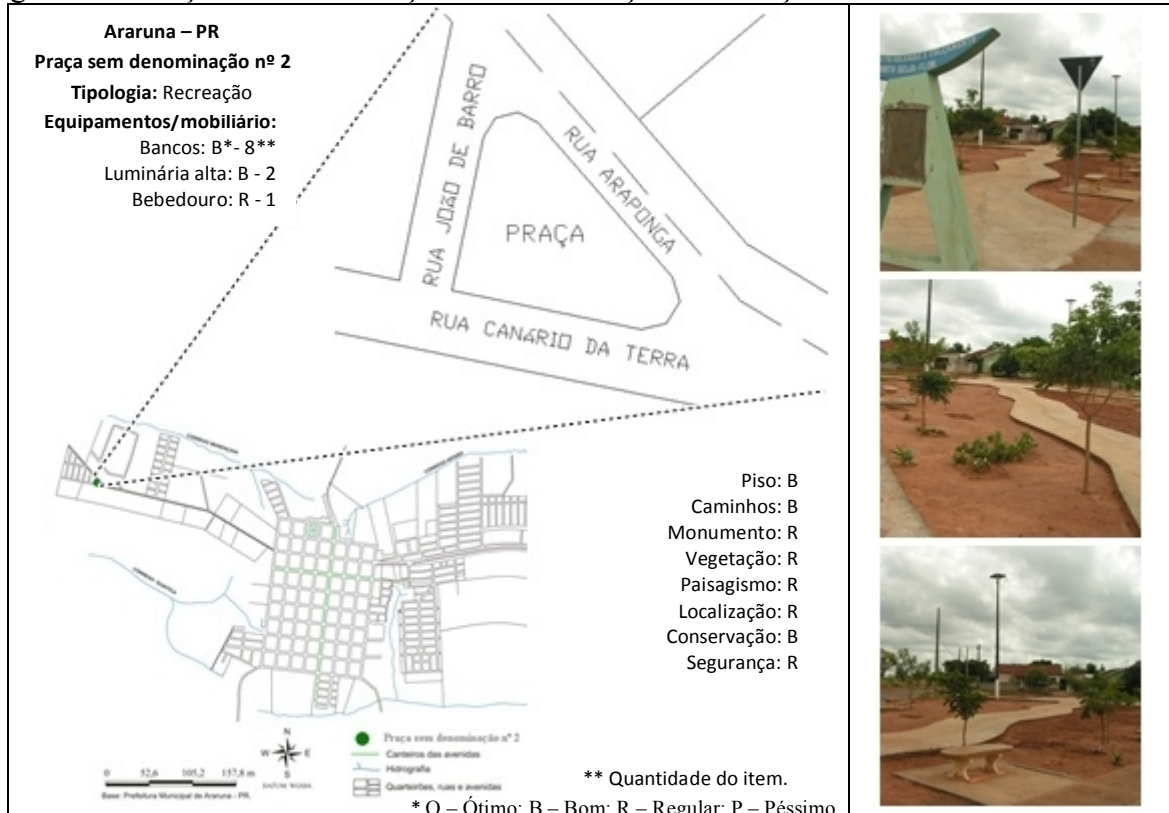 Araruna – PR
Praça sem denominação nº 2
Tipologia: Recreação
Equipamentos/mobiliário:
Bancos: B*- 8**
Luminária alta: B - 2
Bebedouro: R - 1
RUA JOÃO DE BARRO
RUA ARAPONGA
PRAÇA
RUA CANÁRIO DA TERRA
Piso: B
Caminhos: B
Monumento: R
Vegetação: R
Paisagismo: R
Localização: R
Conservação: B
Segurança: R
N
W E
S
Praça sem denominação nº 2
Canteiros das avenidas
Hidrografia
Quarteirões, ruas e avenidas
0 52,6 105,2 157,8 m
Base: Prefeitura Municipal de Araruna - PR.
** Quantidade do item.
* O – Ótimo; B – Bom; R – Regular; P – Péssimo